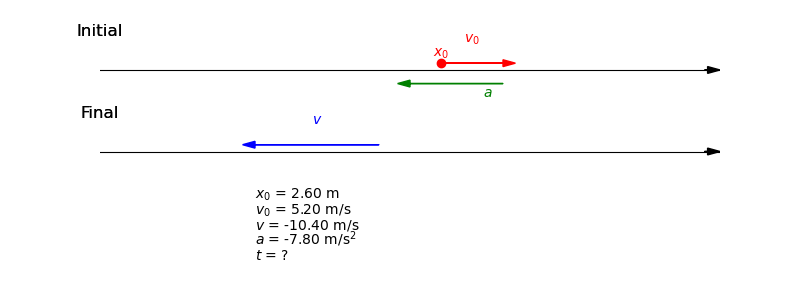 Initial
v₀
x₀
a
Final
v
x₀ = 2.60 m
v₀ = 5.20 m/s
v = -10.40 m/s
a = -7.80 m/s²
t = ?